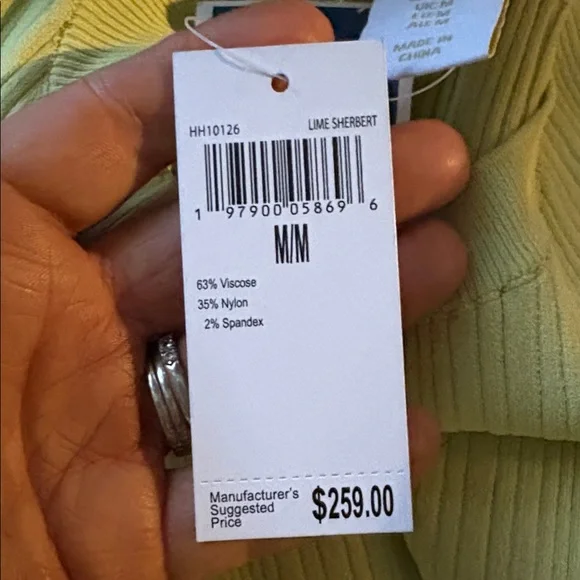 MADE IN
CHINA
HH10126 LIME SHERBERT
1 97900 05869 6
M/M
63% Viscose
35% Nylon
2% Spandex
Manufacturer's
Suggested
Price
$259.00